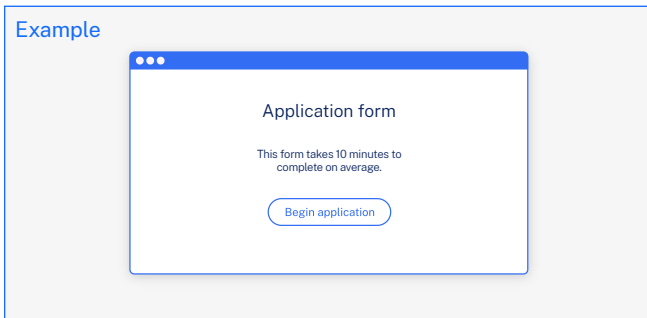 Example
Application form
This form takes 10 minutes to
complete on average.
Begin application